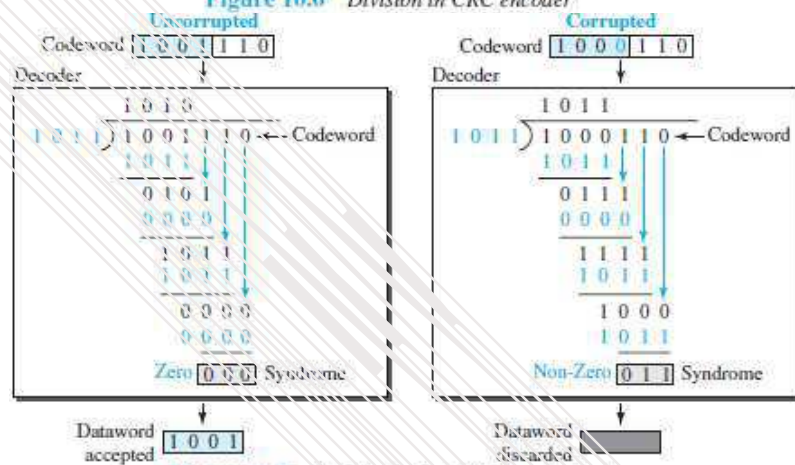 Figure 10.6 Division in CRC encoder
Uncorrupted
Codeword 1 0 0 1 1 1 0
Decoder
1 0 1 0
1 0 1 1 ) 1 0 0 1 1 1 0 Codeword
1 0 1 1
0 1 0 1
0 0 0 0
1 0 1 1
1 0 1 1
0 0 0 0
0 0 0 0
Zero 0 0 0 Syndrome
Dataword
accepted
1 0 0 1
Corrupted
Codeword 1 0 0 0 1 1 0
Decoder
1 0 1 1
1 0 1 1 ) 1 0 0 0 1 1 0 Codeword
1 0 1 1
0 1 1 1
0 0 0 0
1 1 1 1
1 0 1 1
1 0 0 0
1 0 1 1
Non-Zero 0 1 1 Syndrome
Dataword
discarded